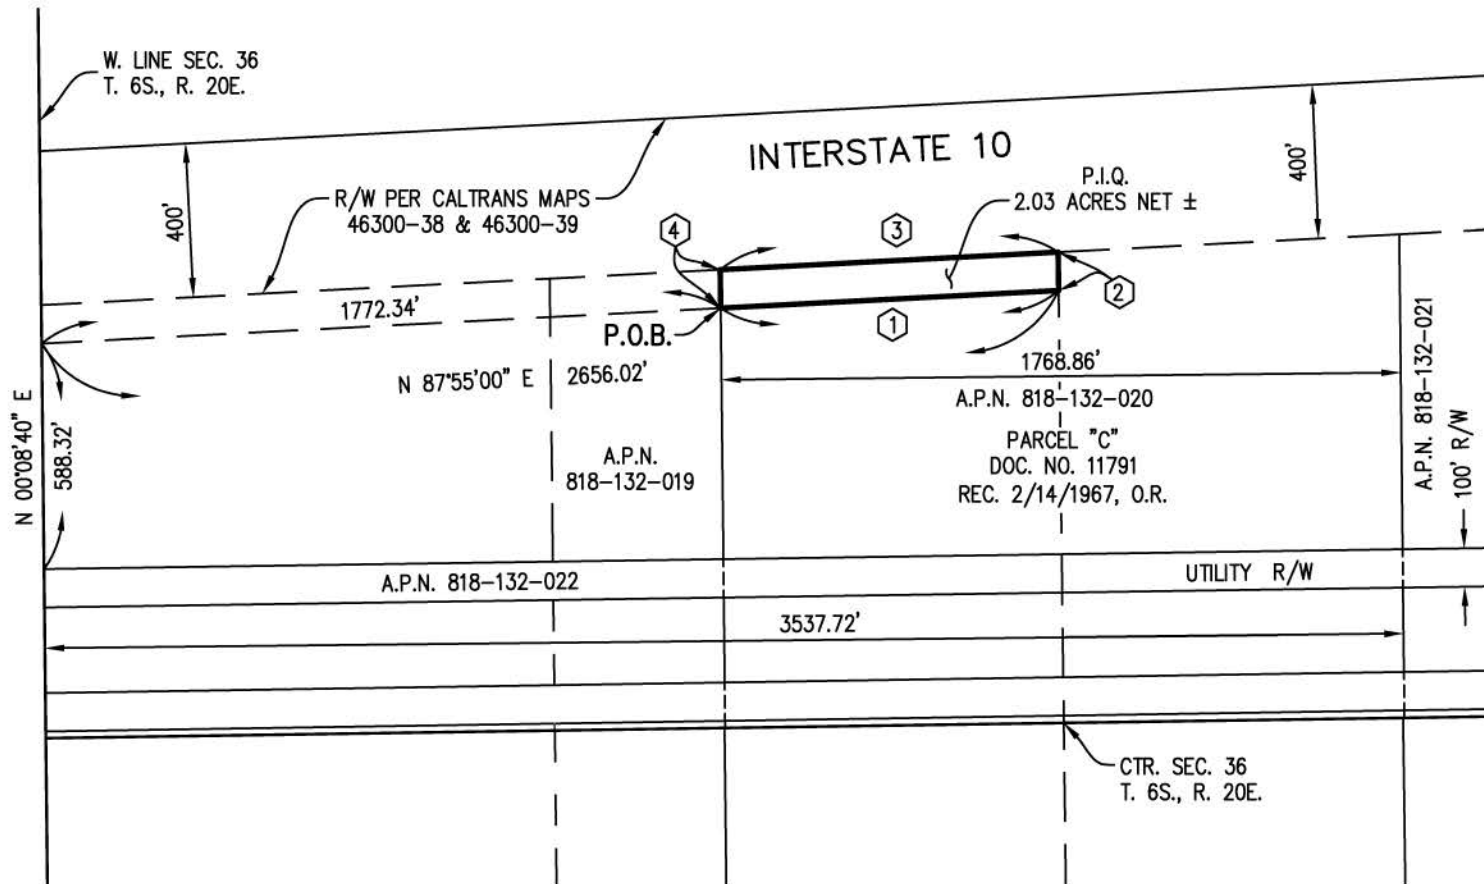 W. LINE SEC. 36
T. 6S., R. 20E.
INTERSTATE 10
400'
400'
R/W PER CALTRANS MAPS
46300-38 & 46300-39
P.I.Q.
2.03 ACRES NET ±
4
3
2
1
1772.34'
P.O.B.
N 87°55'00" E
2656.02'
1768.86'
A.P.N. 818-132-020
PARCEL "C"
DOC. NO. 11791
REC. 2/14/1967, O.R.
A.P.N. 818-132-021
100' R/W
N 00°08'40" E
588.32'
A.P.N.
818-132-019
A.P.N. 818-132-022
UTILITY R/W
3537.72'
CTR. SEC. 36
T. 6S., R. 20E.